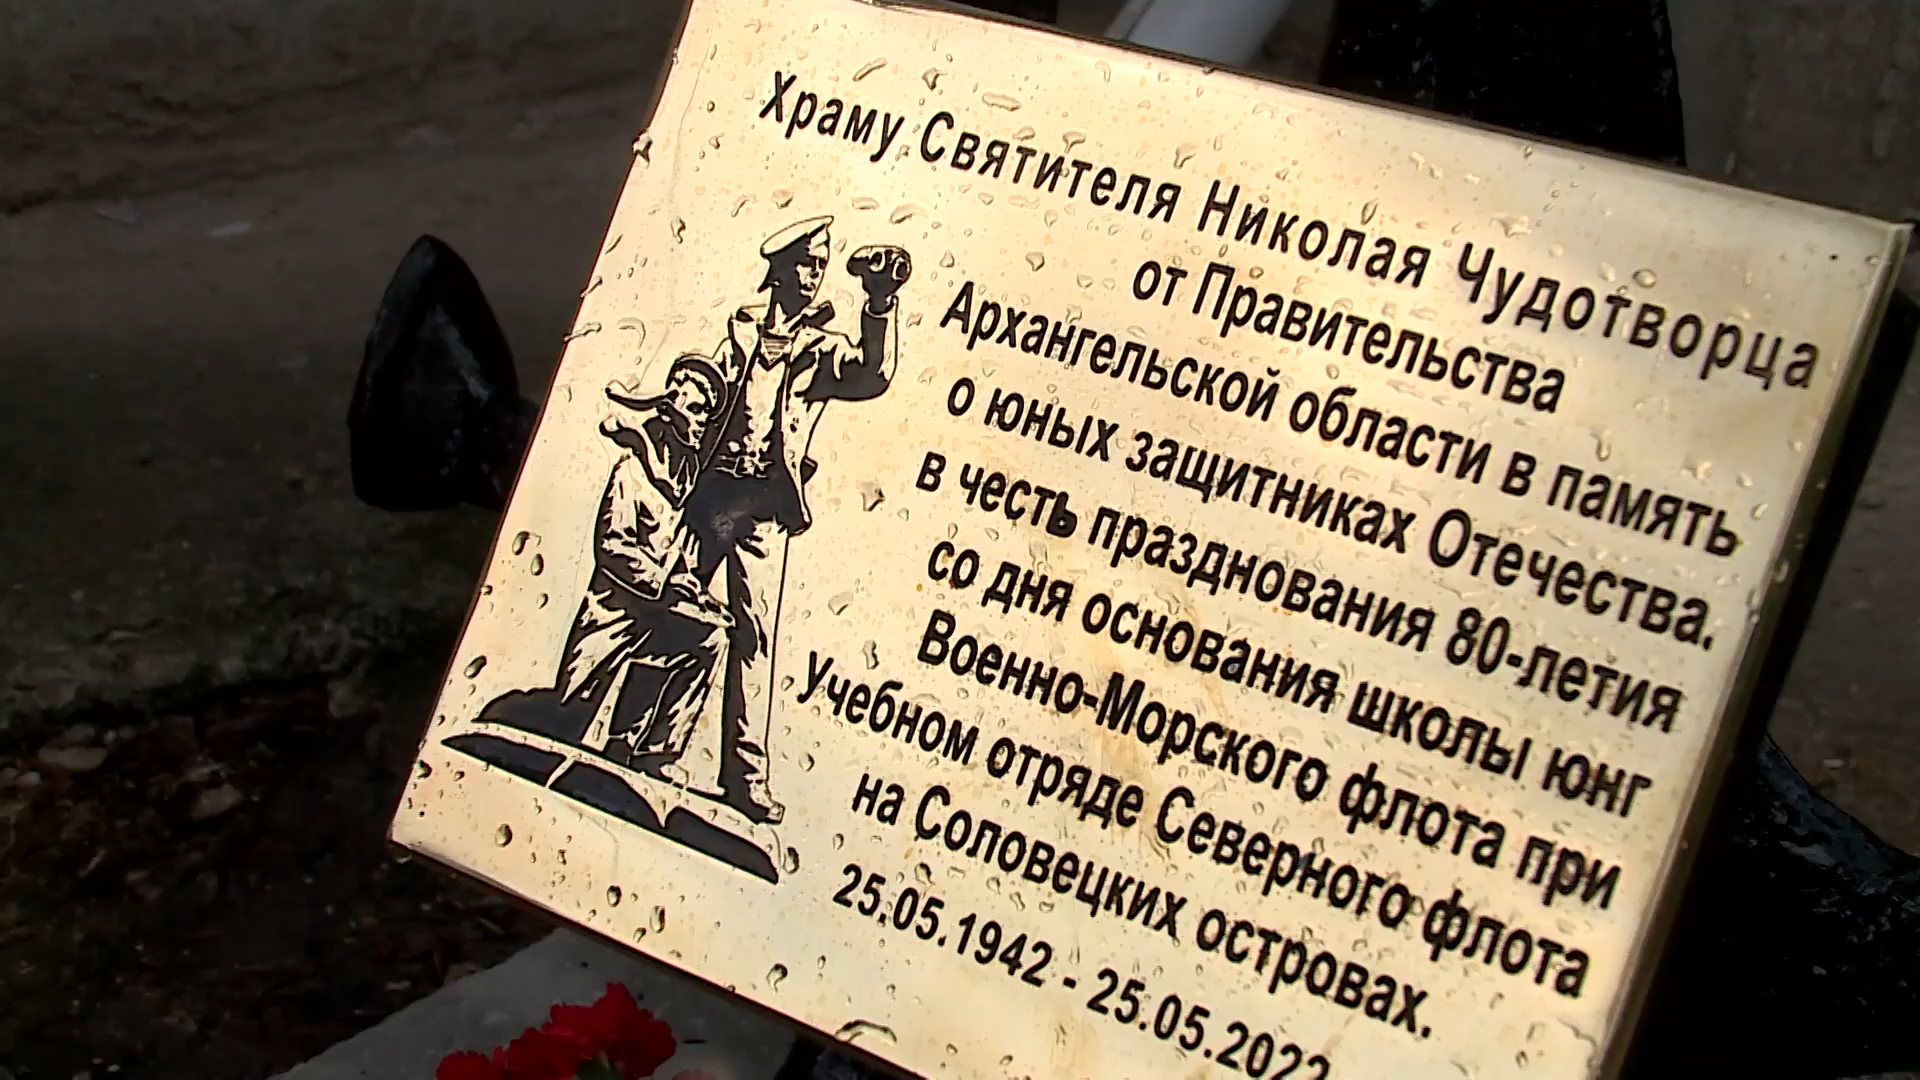 Храму Святителя Николая Чудотворца
от Правительства
Архангельской области в память
о юных защитниках Отечества.
в честь празднования 80-летия
со дня основания школы юнг
Военно-Морского флота при
Учебном отряде Северного флота
на Соловецких островах.
25.05.1942 - 25.05.2022